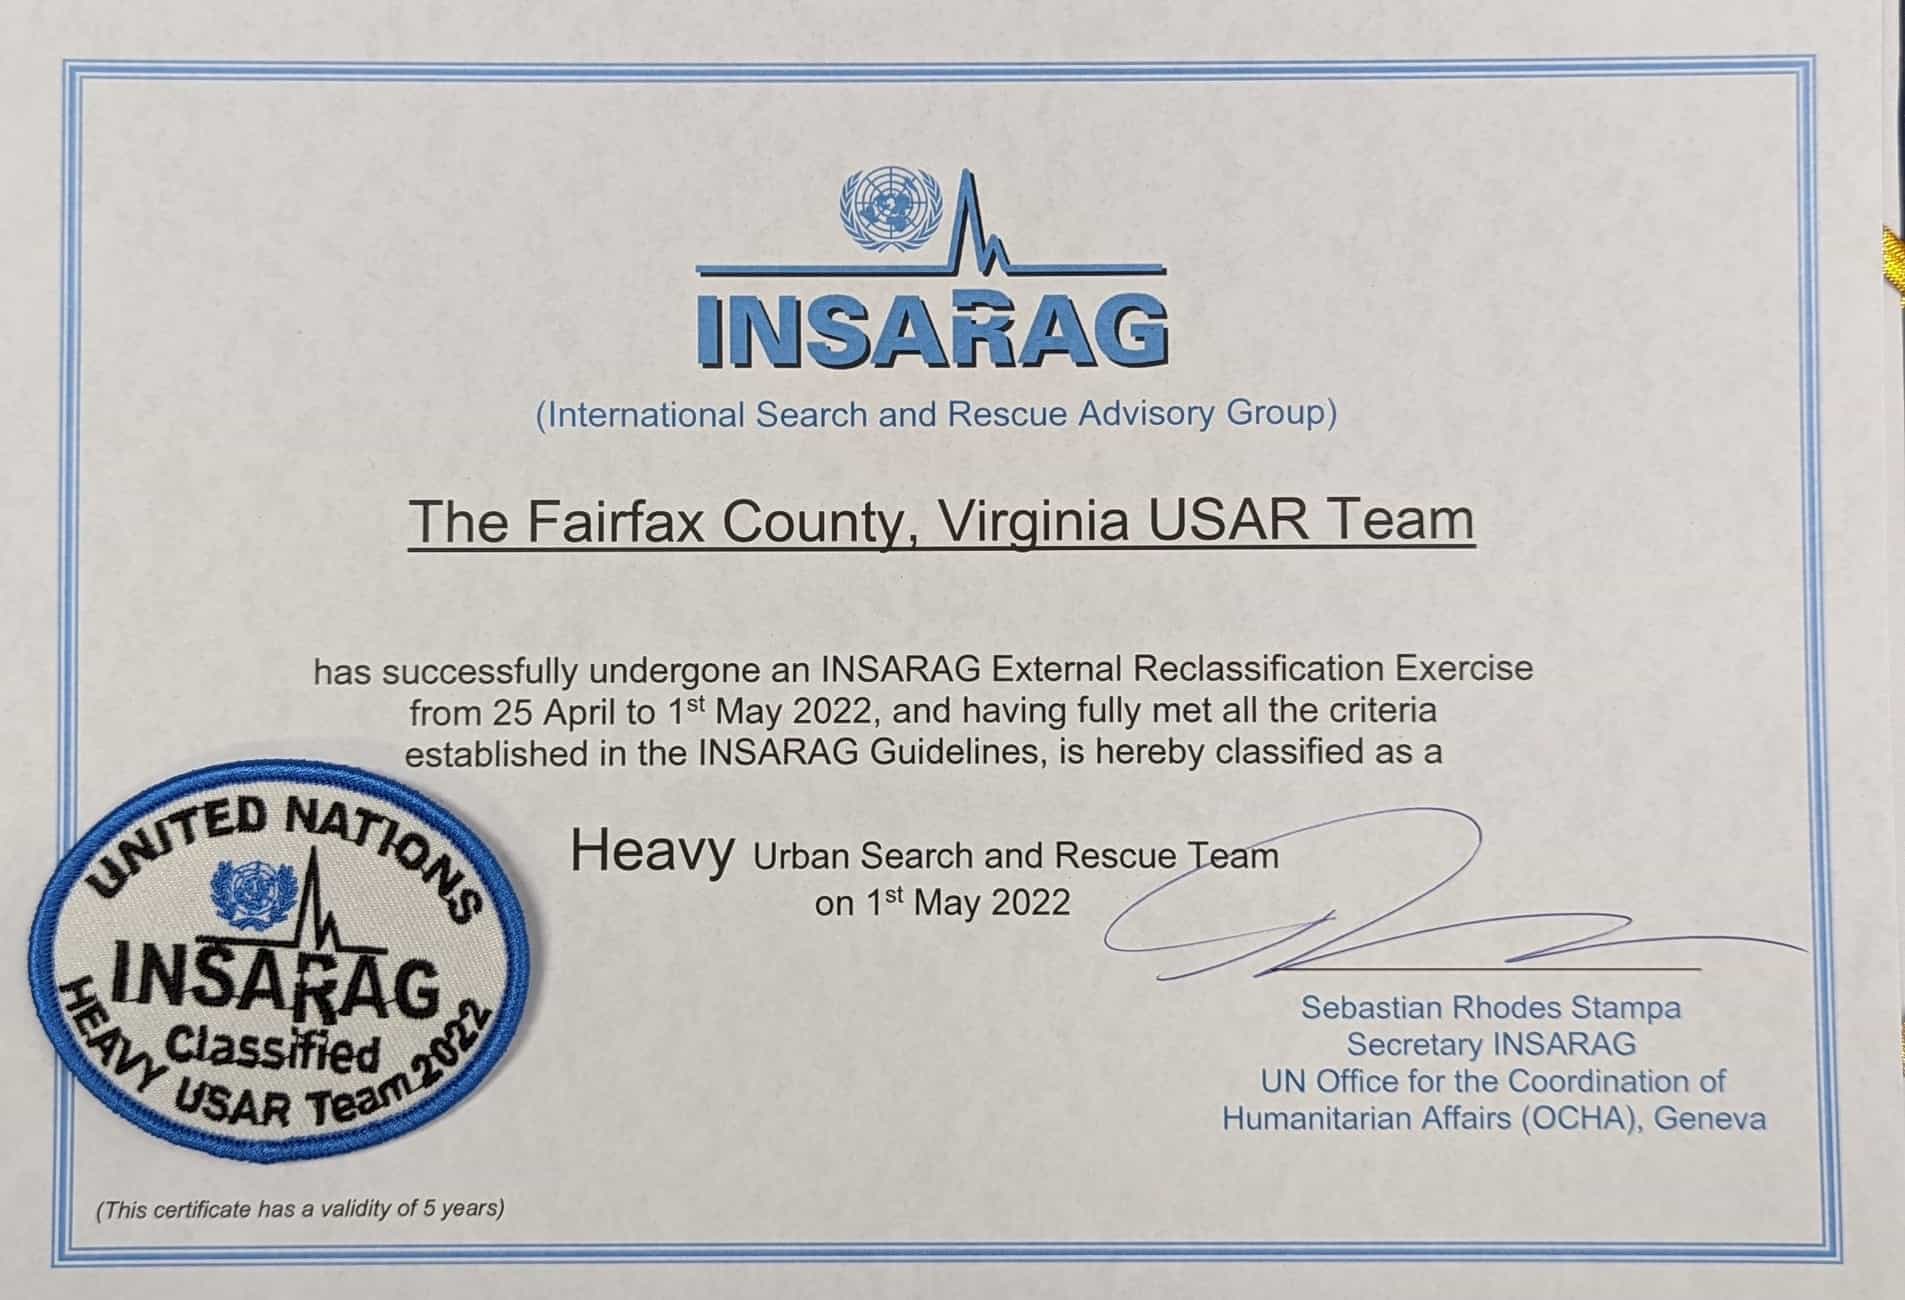 INSARAG
(International Search and Rescue Advisory Group)
The Fairfax County, Virginia USAR Team
has successfully undergone an INSARAG External Reclassification Exercise
from 25 April to 1st May 2022, and having fully met all the criteria
established in the INSARAG Guidelines, is hereby classified as a
Heavy Urban Search and Rescue Team
on 1st May 2022
UNITED NATIONS
INSARAG
Classified
HEAVY USAR Team 2022
Sebastian Rhodes Stampa
Secretary INSARAG
UN Office for the Coordination of
Humanitarian Affairs (OCHA), Geneva
(This certificate has a validity of 5 years)